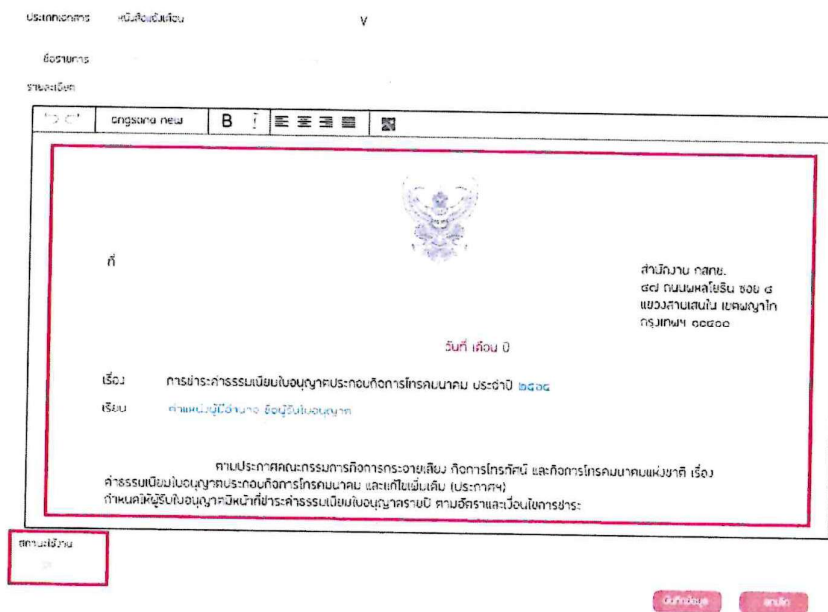 ประเภทเอกสาร หนังสือแจ้งเตือน V
ชื่อรายการ
รายละเอียด
angsana new B I
ที่
สำนักงาน กสทช.
๘๗ ถนนพหลโยธิน ซอย ๘
แขวงสามเสนใน เขตพญาไท
กรุงเทพฯ ๑๐๔๐๐
วันที่ เดือน ปี
เรื่อง การชำระค่าธรรมเนียมใบอนุญาตประกอบกิจการโทรคมนาคม ประจำปี ๒๕๖๔
เรียน ตำแหน่งผู้มีอำนาจ ชื่อผู้รับใบอนุญาต
ตามประกาศคณะกรรมการกิจการกระจายเสียง กิจการโทรทัศน์ และกิจการโทรคมนาคมแห่งชาติ เรื่อง
ค่าธรรมเนียมใบอนุญาตประกอบกิจการโทรคมนาคม และแก้ไขเพิ่มเติม (ประกาศฯ)
กำหนดให้ผู้รับใบอนุญาตมีหน้าที่ชำระค่าธรรมเนียมใบอนุญาตรายปี ตามอัตราและเงื่อนไขการชำระ
สถานะใช้งาน
บันทึกข้อมูล ยกเลิก